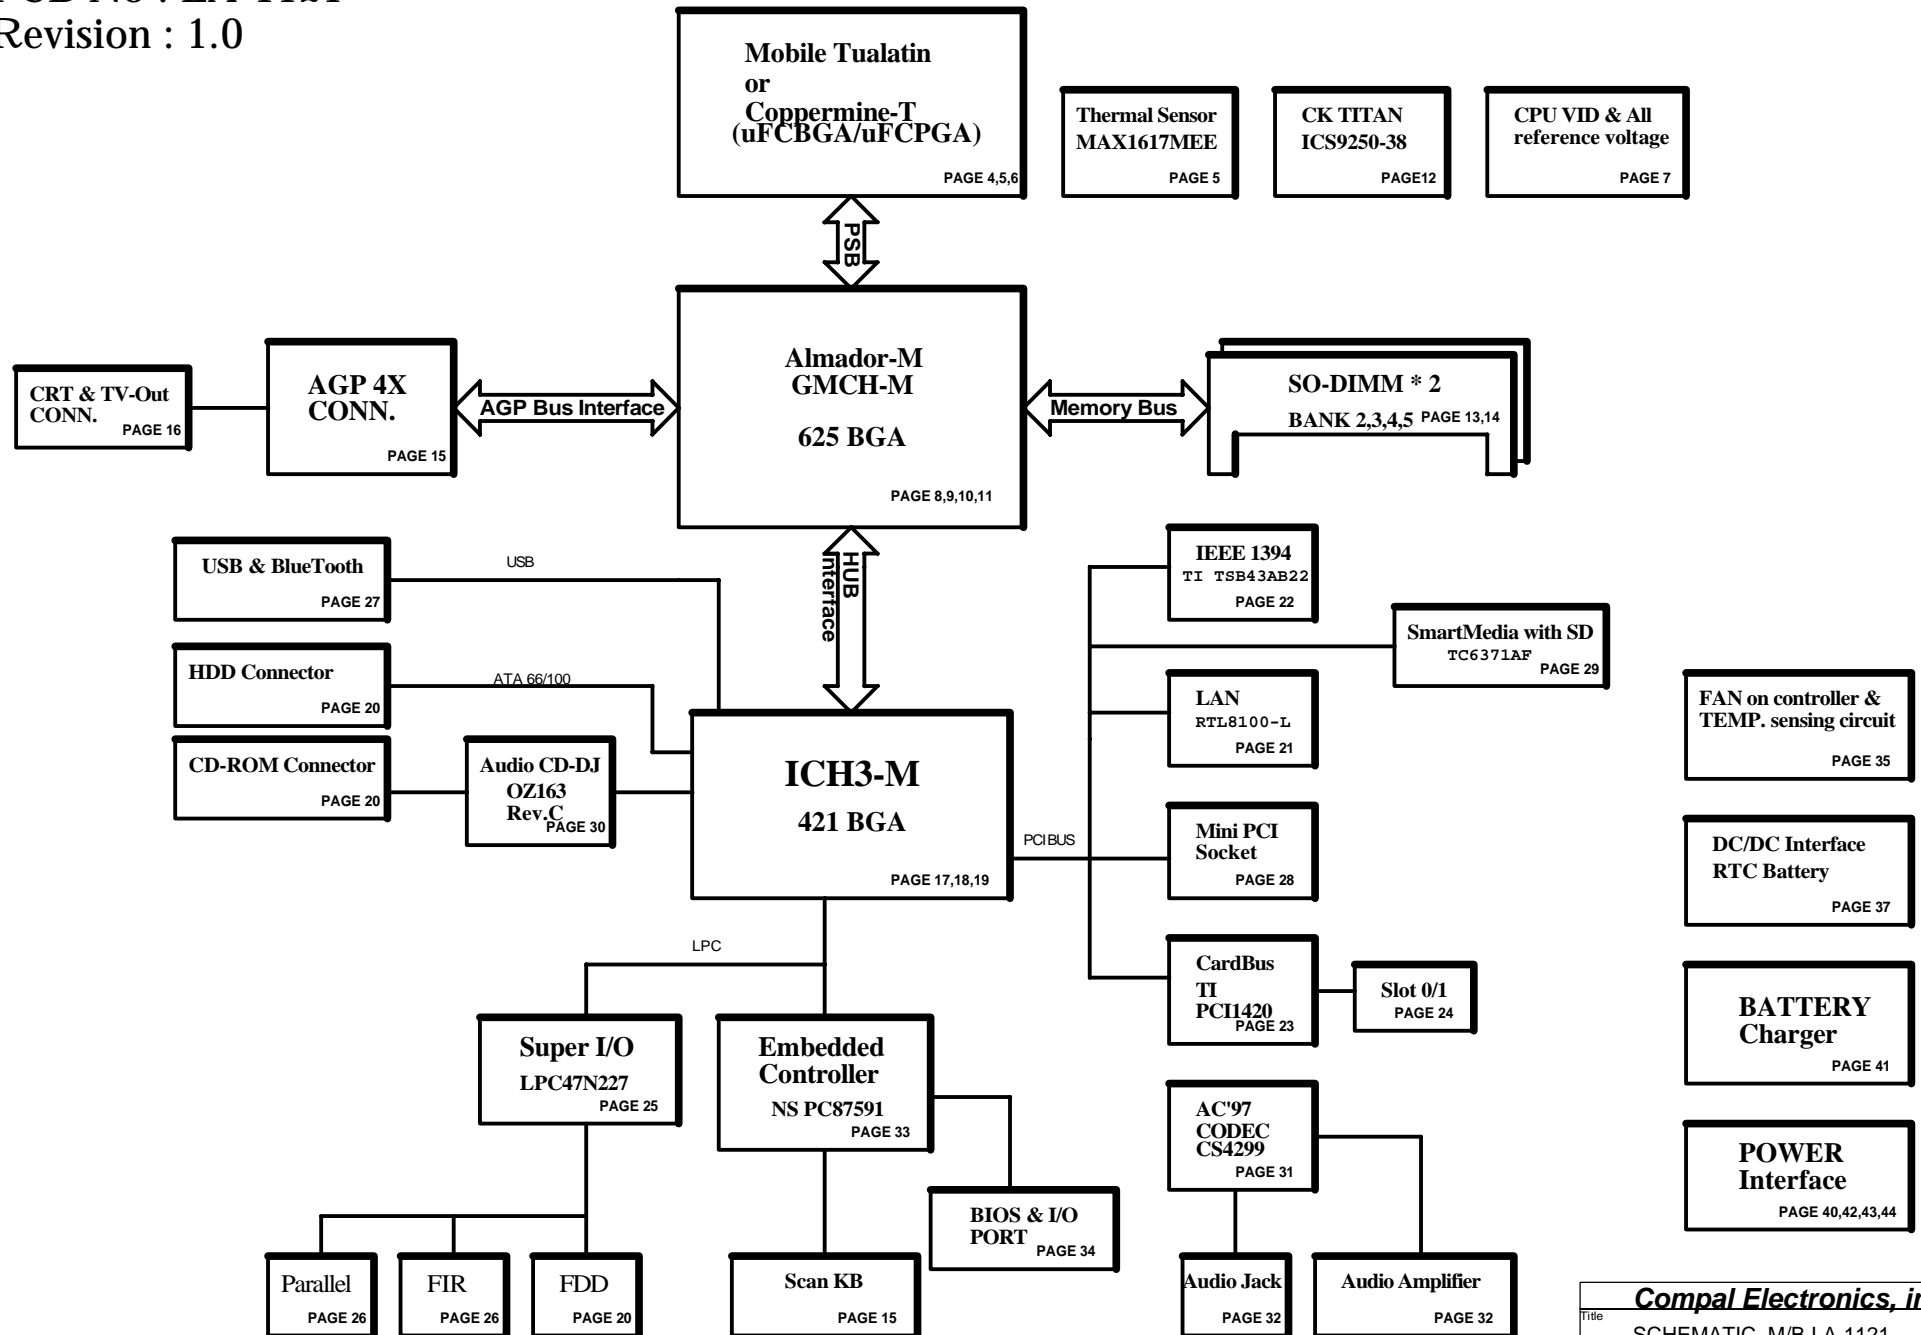 Revision : 1.0
Mobile Tualatin
or
Coppermine-T
(uFCBGA/uFCPGA)
PAGE 4,5,6
Thermal Sensor
MAX1617MEE
PAGE 5
CK TITAN
ICS9250-38
PAGE12
CPU VID & All
reference voltage
PAGE 7
PSB
CRT & TV-Out
CONN.
PAGE 16
AGP 4X
CONN.
PAGE 15
AGP Bus Interface
Almador-M
GMCH-M
625 BGA
PAGE 8,9,10,11
Memory Bus
SO-DIMM * 2
BANK 2,3,4,5 PAGE 13,14
HUB
Interface
USB & BlueTooth
PAGE 27
USB
HDD Connector
PAGE 20
ATA 66/100
CD-ROM Connector
PAGE 20
Audio CD-DJ
OZ163
Rev.C
PAGE 30
ICH3-M
421 BGA
PAGE 17,18,19
PCI BUS
IEEE 1394
TI TSB43AB22
PAGE 22
SmartMedia with SD
TC6371AF
PAGE 29
LAN
RTL8100-L
PAGE 21
Mini PCI
Socket
PAGE 28
CardBus
TI
PCI1420
PAGE 23
Slot 0/1
PAGE 24
FAN on controller &
TEMP. sensing circuit
PAGE 35
DC/DC Interface
RTC Battery
PAGE 37
BATTERY
Charger
PAGE 41
POWER
Interface
PAGE 40,42,43,44
LPC
Super I/O
LPC47N227
PAGE 25
Embedded
Controller
NS PC87591
PAGE 33
AC'97
CODEC
CS4299
PAGE 31
BIOS & I/O
PORT
PAGE 34
Parallel
PAGE 26
FIR
PAGE 26
FDD
PAGE 20
Scan KB
PAGE 15
Audio Jack
PAGE 32
Audio Amplifier
PAGE 32
Compal Electronics,
Title
SCHEMATIC, M/B LA-1121